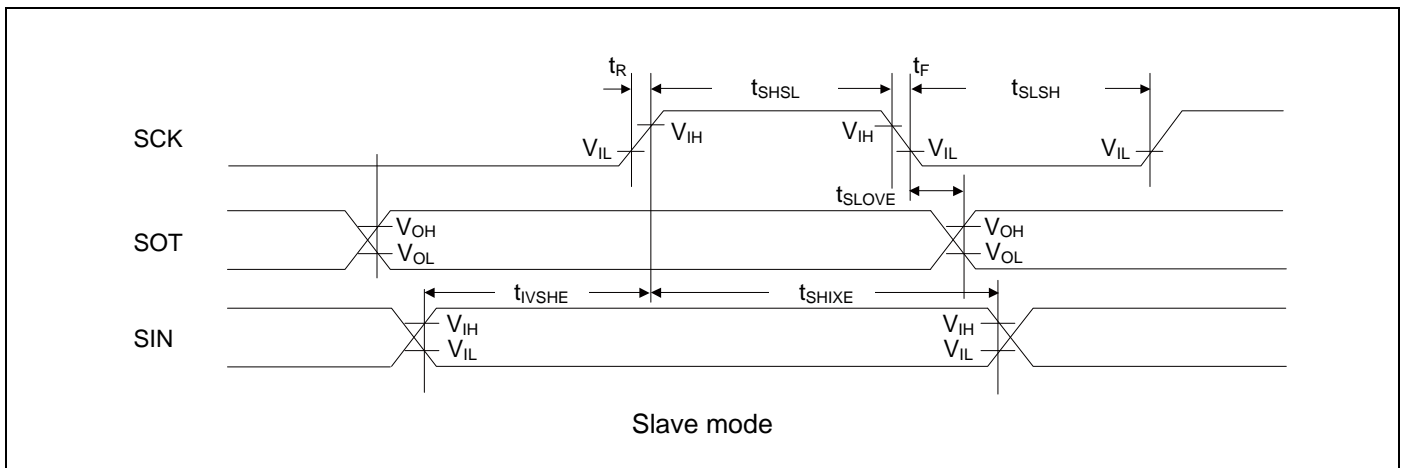 tR tF
tSHSL tSLSH
SCK
VIH VIH
VIL VIL VIL
tSLOVE
SOT
VOH VOH
VOL VOL
tIVSHE tSHIXE
SIN
VIH VIH
VIL VIL
Slave mode